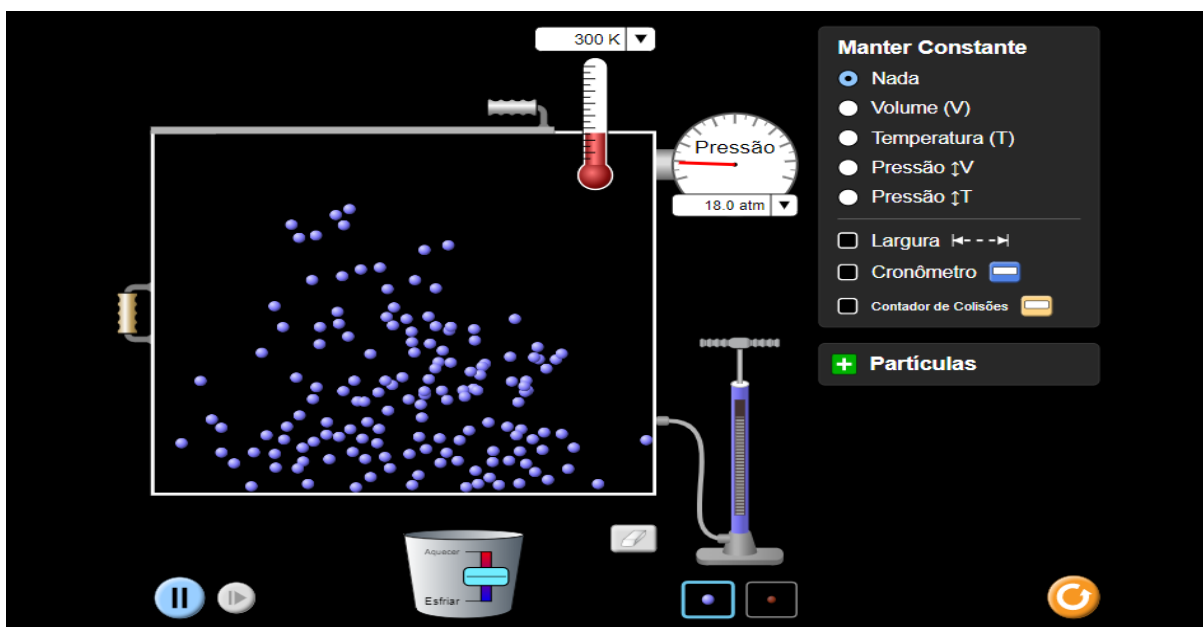 300 K
Pressão
18.0 atm
Manter Constante
Nada
Volume (V)
Temperatura (T)
Pressão ↕V
Pressão ↕T
Largura
Cronômetro
Contador de Colisões
Partículas
Aquecer
Esfriar